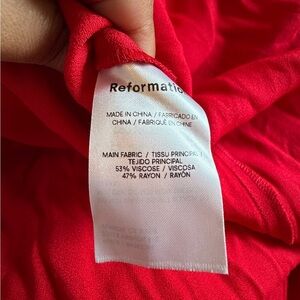 Reformatio
MADE IN CHINA / FABRICADO EN
CHINA / FABRIQUÉ EN CHINE
MAIN FABRIC / TISSU PRINCIPAL /
TEJIDO PRINCIPAL
53% VISCOSE / VISCOSA
47% RAYON / RAYÓN